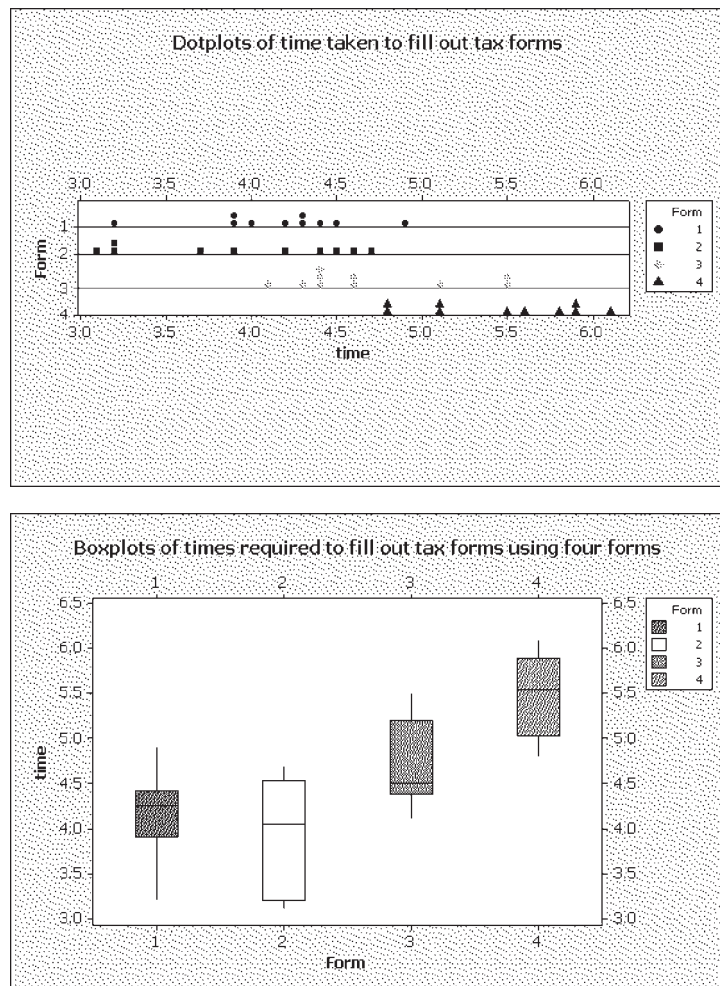 Dotplots of time taken to fill out tax forms
3.0 4.0 4.5 5.0 5.5 6.0
Form
1
2
3
4
3.0 3.5 4.0 4.5 5.0 5.5 6.0
time
Form
1
2
3
4
Boxplots of times required to fill out tax forms using four forms
1 2 3 4
6.5 6.5
6.0 6.0
5.5 5.5
5.0 5.0
4.5 4.5
4.0 4.0
3.5 3.5
3.0 3.0
time
1 2 3 4
Form
Form
1
2
3
4